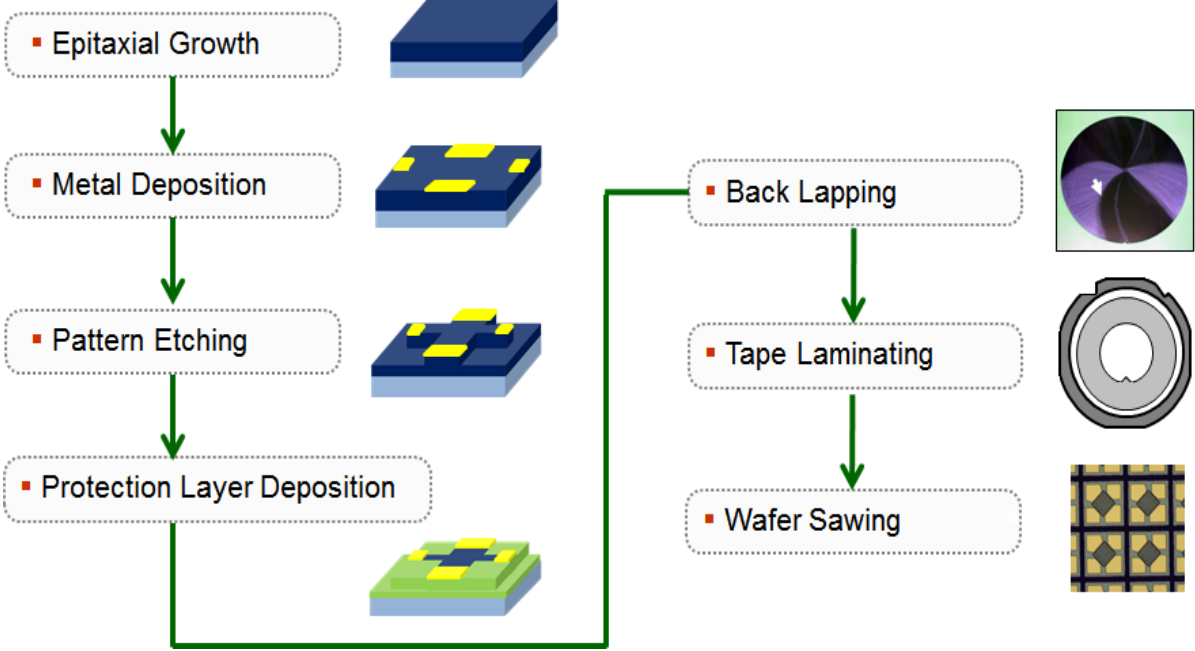 Epitaxial Growth
Metal Deposition
Pattern Etching
Protection Layer Deposition
Back Lapping
Tape Laminating
Wafer Sawing